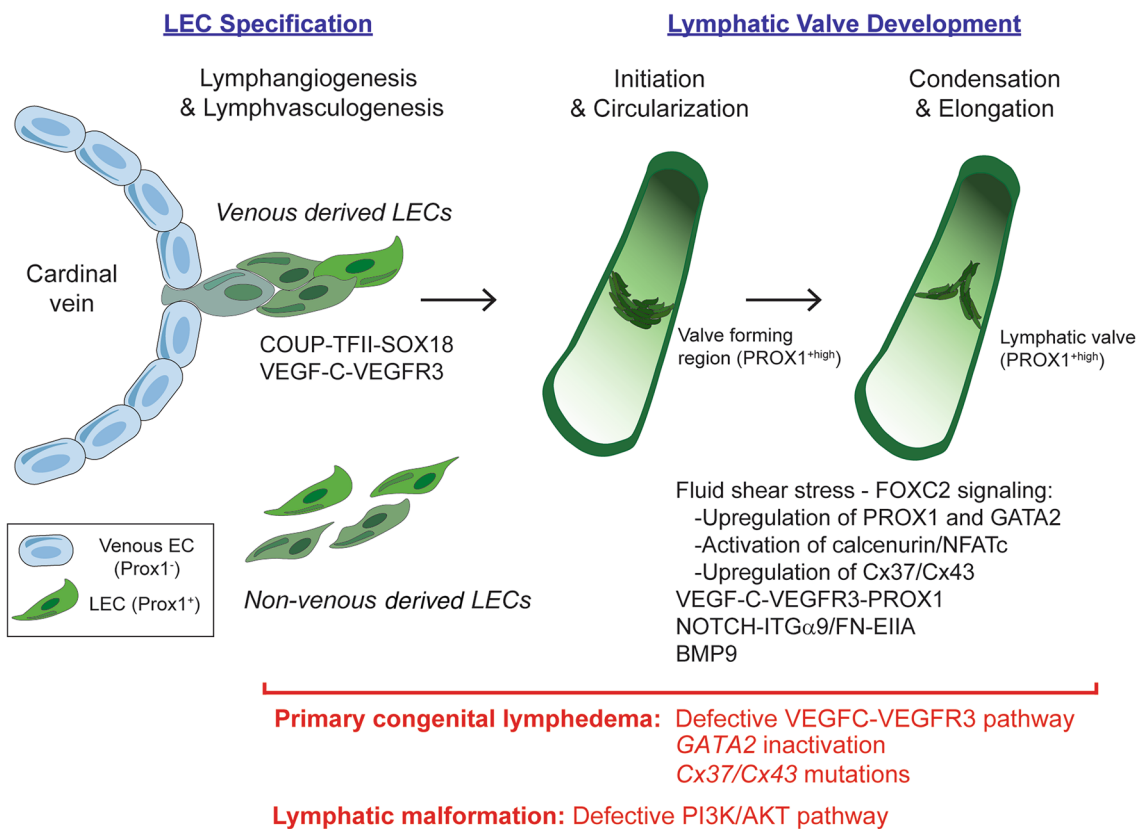 LEC Specification
Lymphangiogenesis
& Lymphvasculogenesis
Venous derived LECs
Cardinal
vein
COUP-TFII-SOX18
VEGF-C-VEGFR3
Non-venous derived LECs
Venous EC
(Prox1-)
LEC (Prox1+)
Lymphatic Valve Development
Initiation
& Circularization
Condensation
& Elongation
Valve forming
region (PROX1+high)
Lymphatic valve
(PROX1+high)
Fluid shear stress - FOXC2 signaling:
-Upregulation of PROX1 and GATA2
-Activation of calcenurin/NFATc
-Upregulation of Cx37/Cx43
VEGF-C-VEGFR3-PROX1
NOTCH-ITGα9/FN-EIIA
BMP9
Primary congenital lymphedema: Defective VEGFC-VEGFR3 pathway
GATA2 inactivation
Cx37/Cx43 mutations
Lymphatic malformation: Defective PI3K/AKT pathway